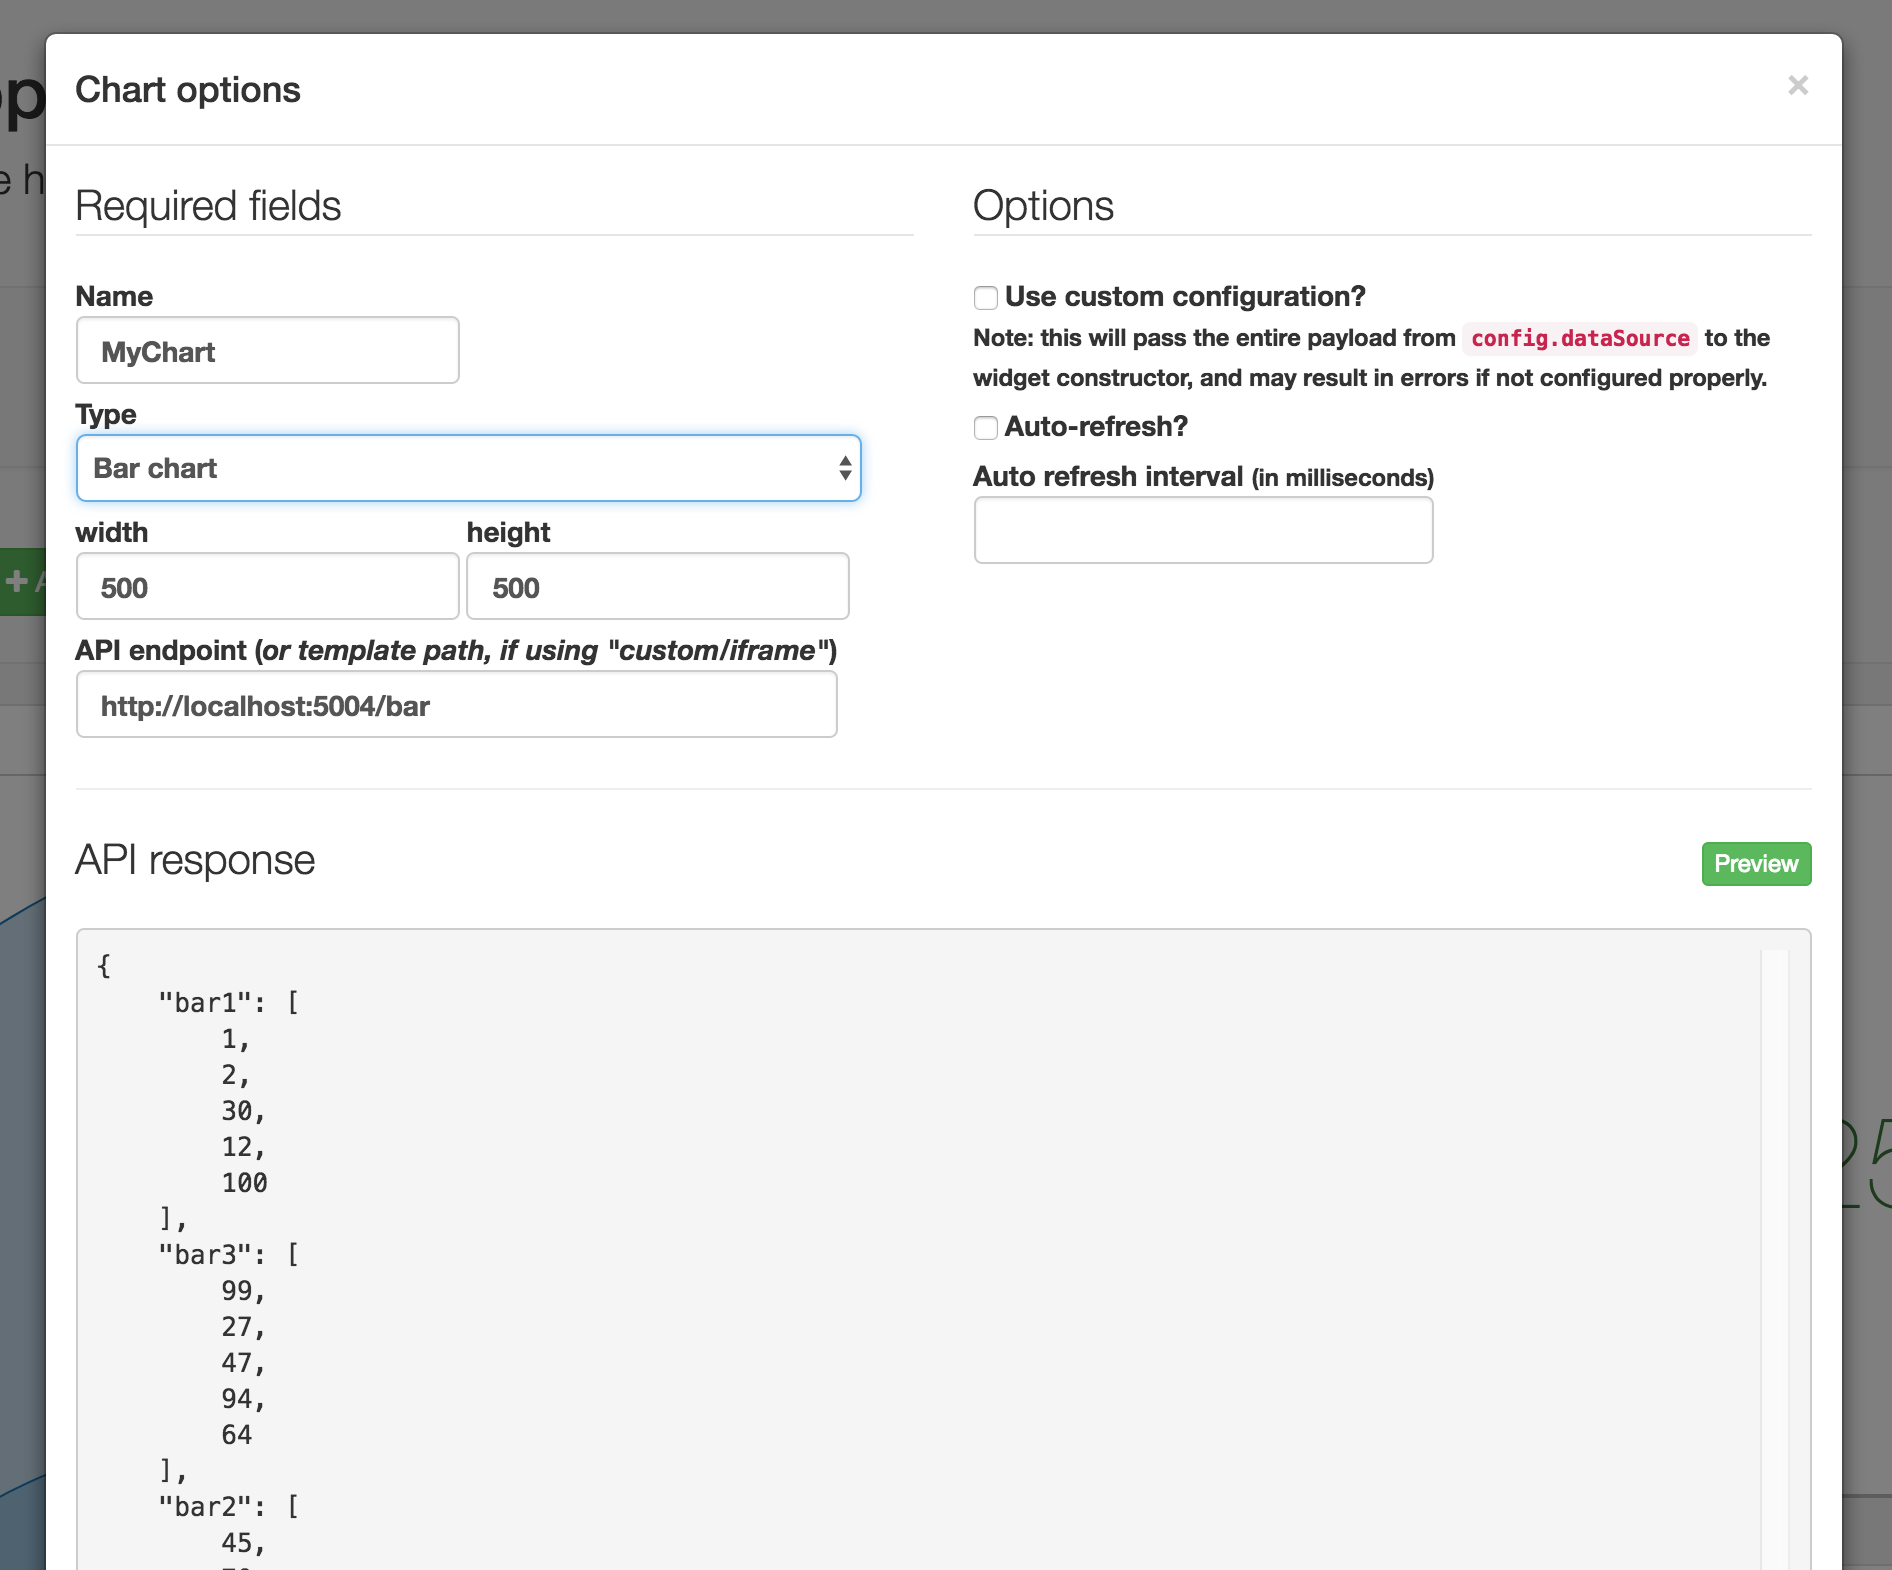 Chart options
×
Required fields
Name
MyChart
Type
Bar chart
width height
500 500
API endpoint (or template path, if using "custom/iframe")
http://localhost:5004/bar
Options
Use custom configuration?
Note: this will pass the entire payload from config.dataSource to the
widget constructor, and may result in errors if not configured properly.
Auto-refresh?
Auto refresh interval (in milliseconds)
API response
Preview
{
"bar1": [
1,
2,
30,
12,
100
],
"bar3": [
99,
27,
47,
94,
64
],
"bar2": [
45,